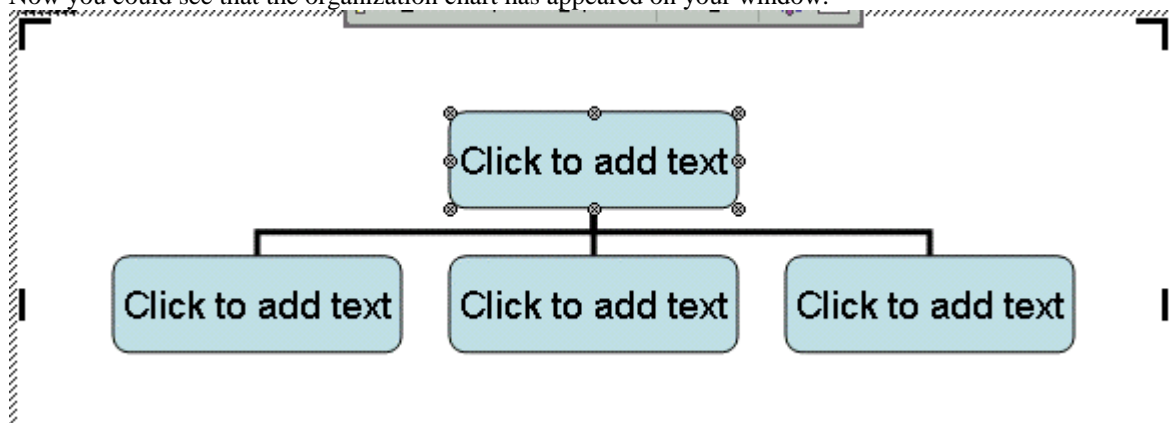 Now you could see that the organization chart has appeared on your window.
Click to add text
Click to add text Click to add text Click to add text